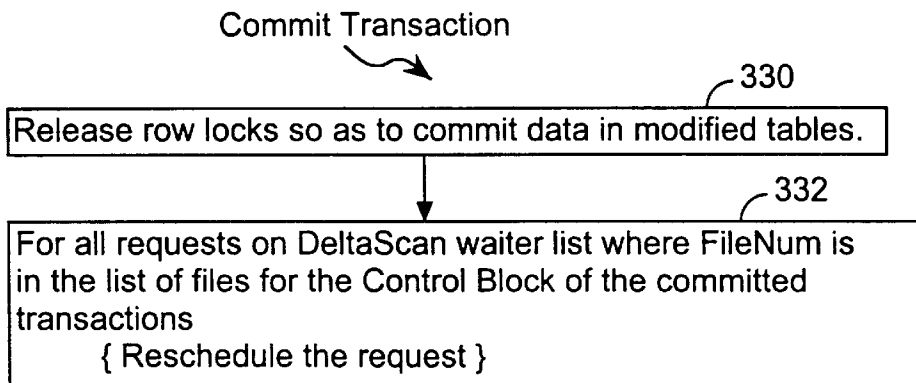 Commit Transaction
330
Release row locks so as to commit data in modified tables.
332
For all requests on DeltaScan waiter list where FileNum is
in the list of files for the Control Block of the committed
transactions
{ Reschedule the request }